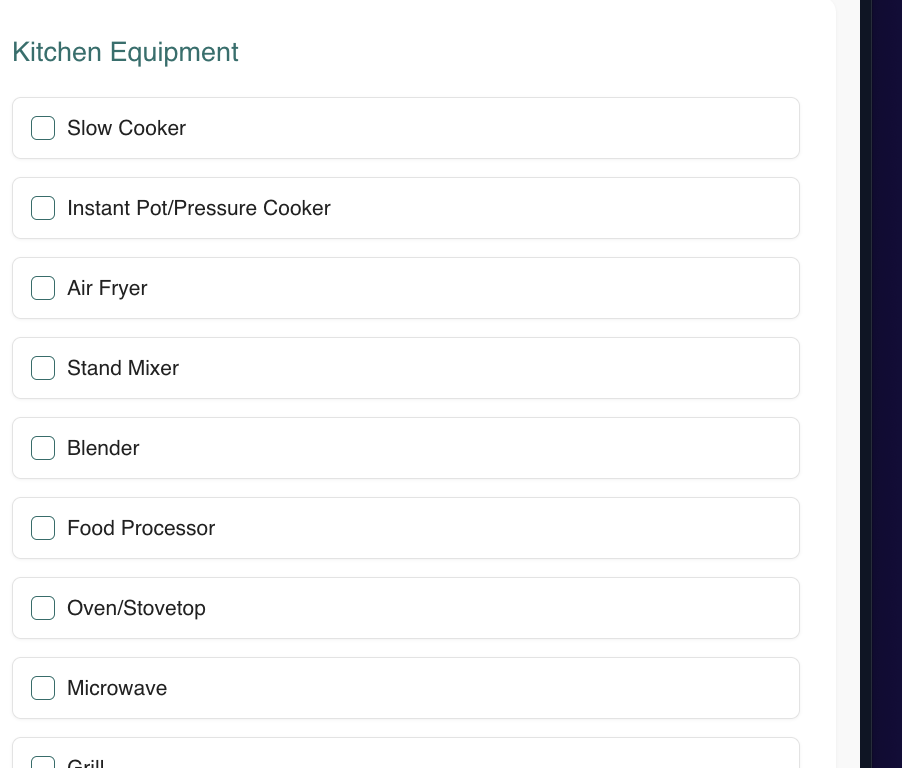 Kitchen Equipment
Slow Cooker
Instant Pot/Pressure Cooker
Air Fryer
Stand Mixer
Blender
Food Processor
Oven/Stovetop
Microwave
Grill